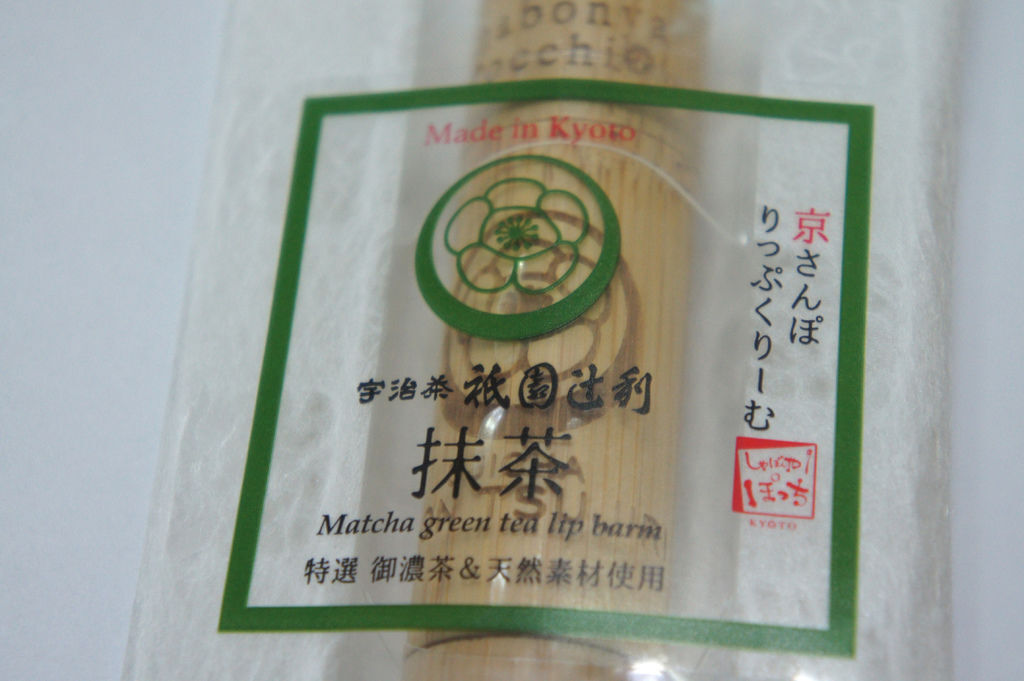 Made in Kyoto
京さんぽ
りっぷくりーむ
宇治茶 祇園辻利
抹茶
Matcha green tea lip barm
特選 御濃茶&天然素材使用
しゃぼんや
ぽっち
KYOTO